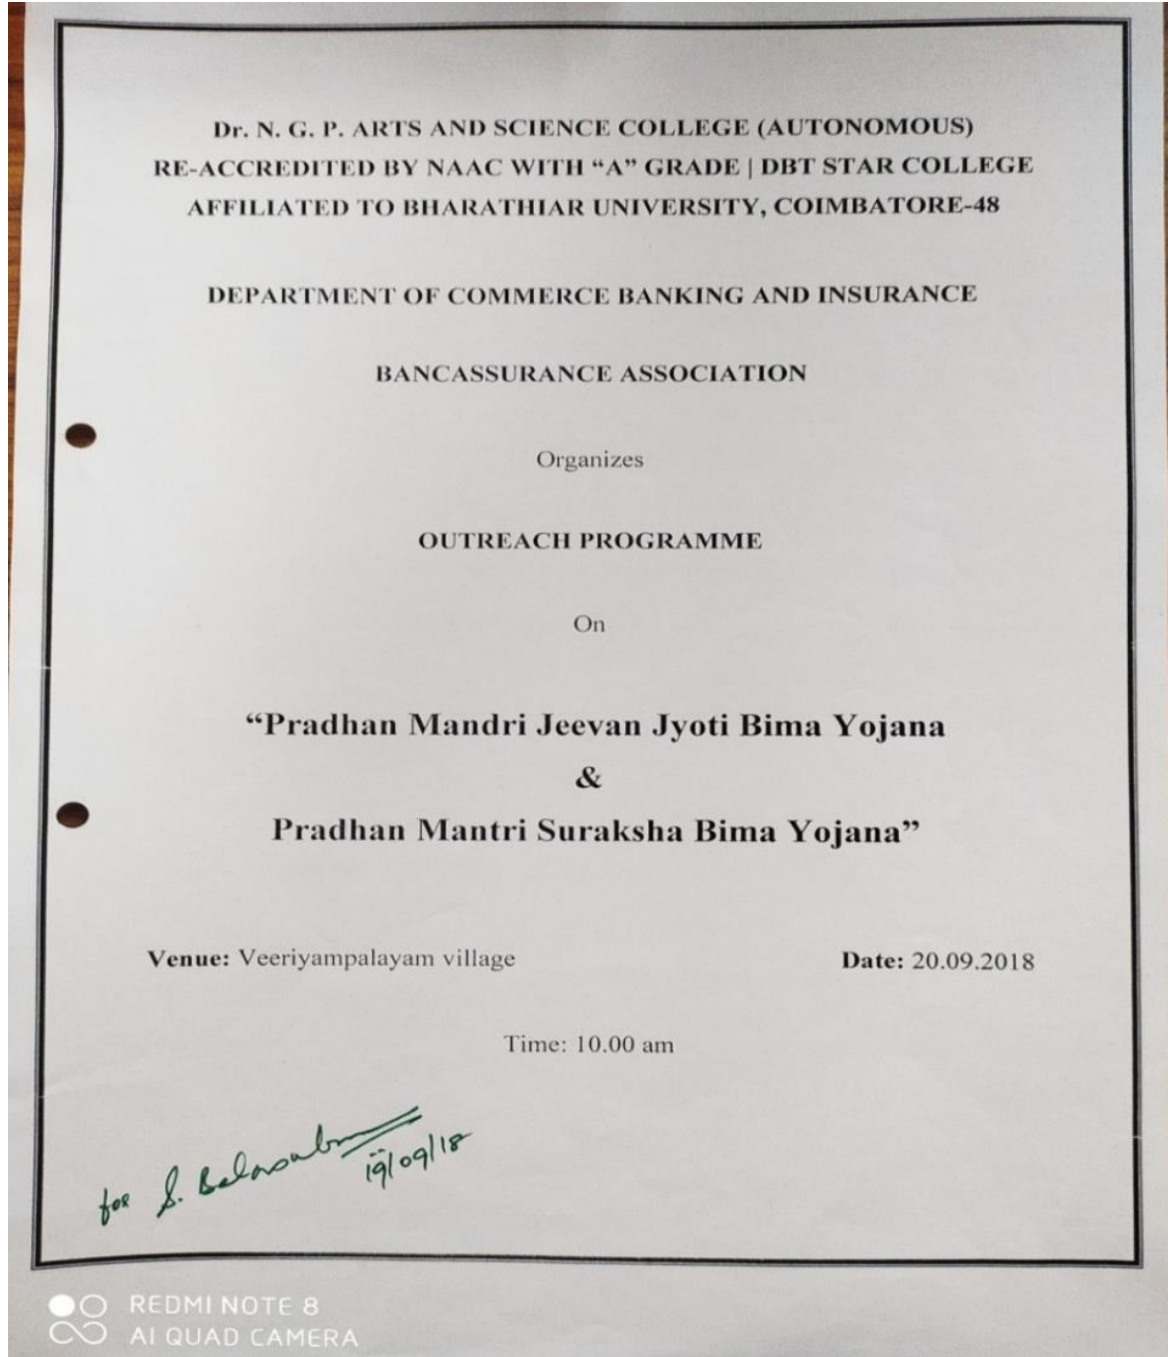 Dr. N. G. P. ARTS AND SCIENCE COLLEGE (AUTONOMOUS)
RE-ACCREDITED BY NAAC WITH “A” GRADE | DBT STAR COLLEGE
AFFILIATED TO BHARATHIAR UNIVERSITY, COIMBATORE-48
DEPARTMENT OF COMMERCE BANKING AND INSURANCE
BANCASSURANCE ASSOCIATION
Organizes
OUTREACH PROGRAMME
On
“Pradhan Mandri Jeevan Jyoti Bima Yojana
&
Pradhan Mantri Suraksha Bima Yojana”
Venue: Veeriyampalayam village Date: 20.09.2018
Time: 10.00 am
for S.
19/09/18
REDMI NOTE 8
AI QUAD CAMERA